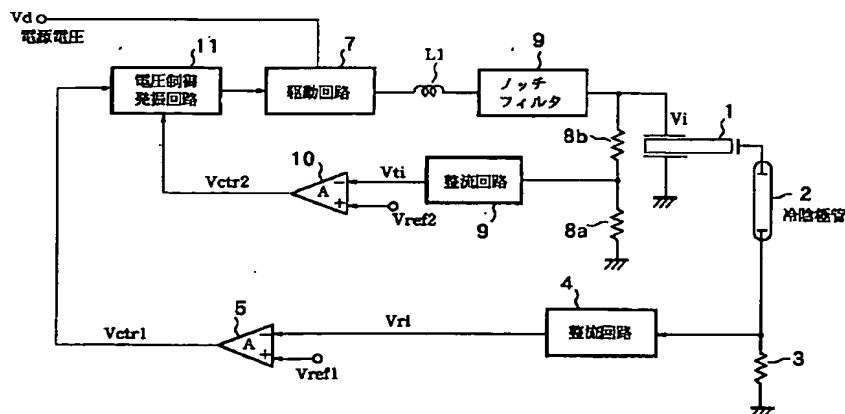 Vd
電源電圧
11
電圧制御
発振回路
7
駆動回路
L1
9
ノッチ
フィルタ
8b
Vi
1
10
A
Vctr2
Vti
整流回路
9
Vref2
8a
2
冷陰極管
5
A
Vctr1
Vri
4
整流回路
Vref1
3